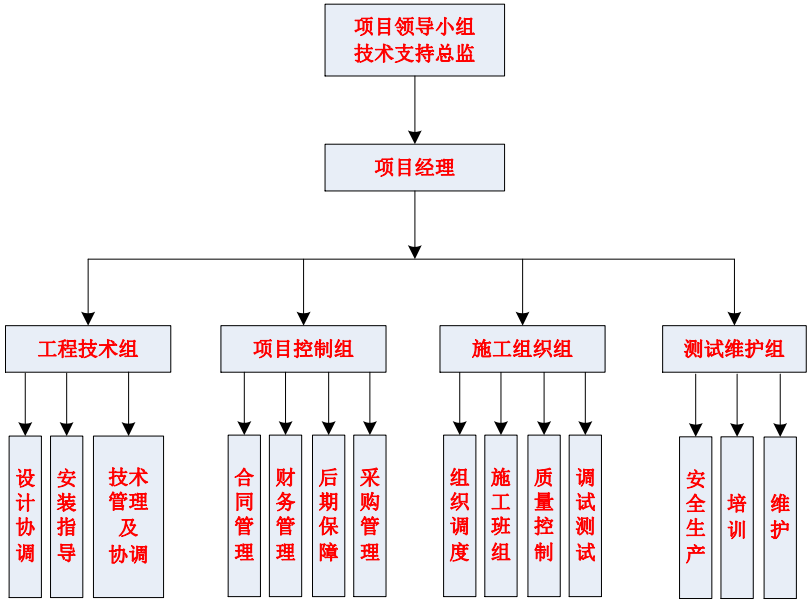 项目领导小组
技术支持总监
项目经理
工程技术组
项目控制组
施工组织组
测试维护组
设计协调
安装指导
技术
管理
及
协调
合同管理
财务管理
后期保障
采购管理
组织调度
施工班组
质量控制
调试测试
安全生产
培训
维护